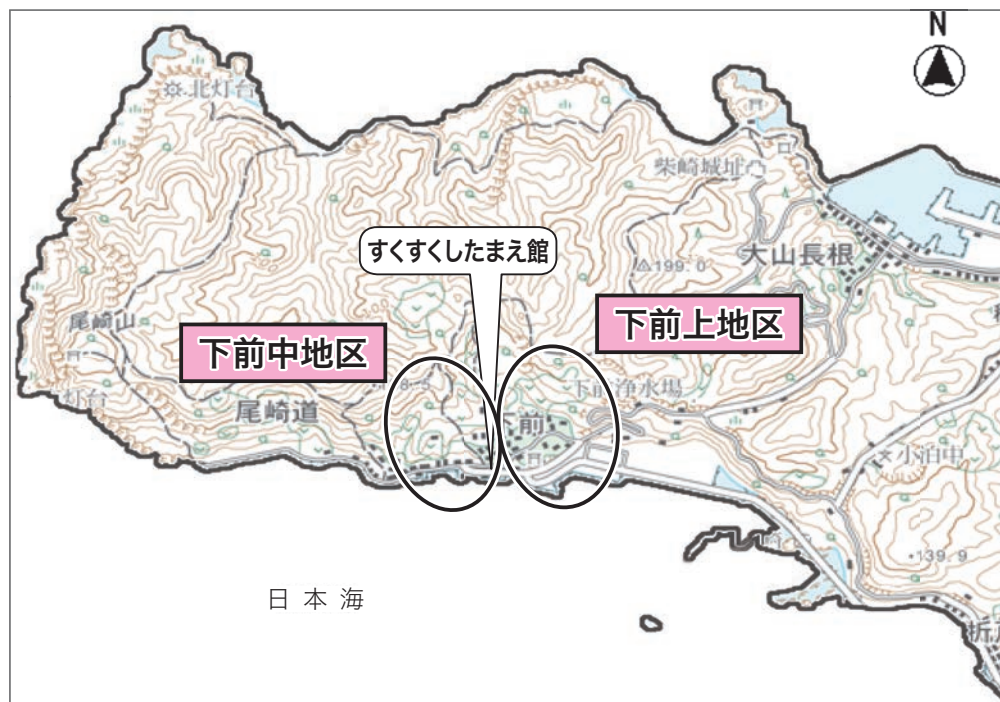 N
北灯台
柴崎城址
すくすくしたまえ館
大山長根
199.0
下前上地区
尾崎山
下前中地区
灯台
尾崎道
下前浄水場
下前
小泊中
139.9
日本海